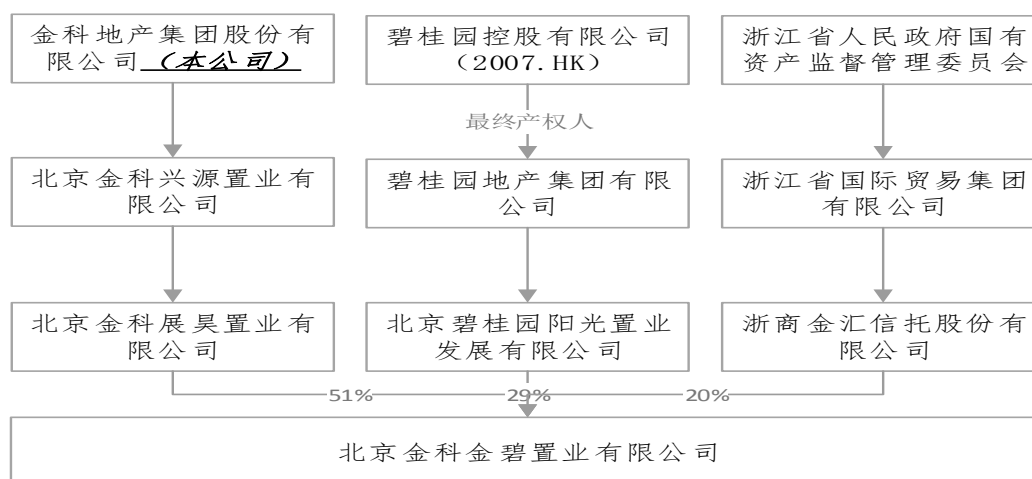 金科地产集团股份有
限公司（本公司）
碧桂园控股有限公司
（2007.HK）
浙江省人民政府国有
资产监督管理委员会
最终产权人
北京金科兴源置业有
限公司
碧桂园地产集团有限
公司
浙江省国际贸易集团
有限公司
北京金科展昊置业有
限公司
北京碧桂园阳光置业
发展有限公司
浙商金汇信托股份有
限公司
51%
29%
20%
北京金科金碧置业有限公司